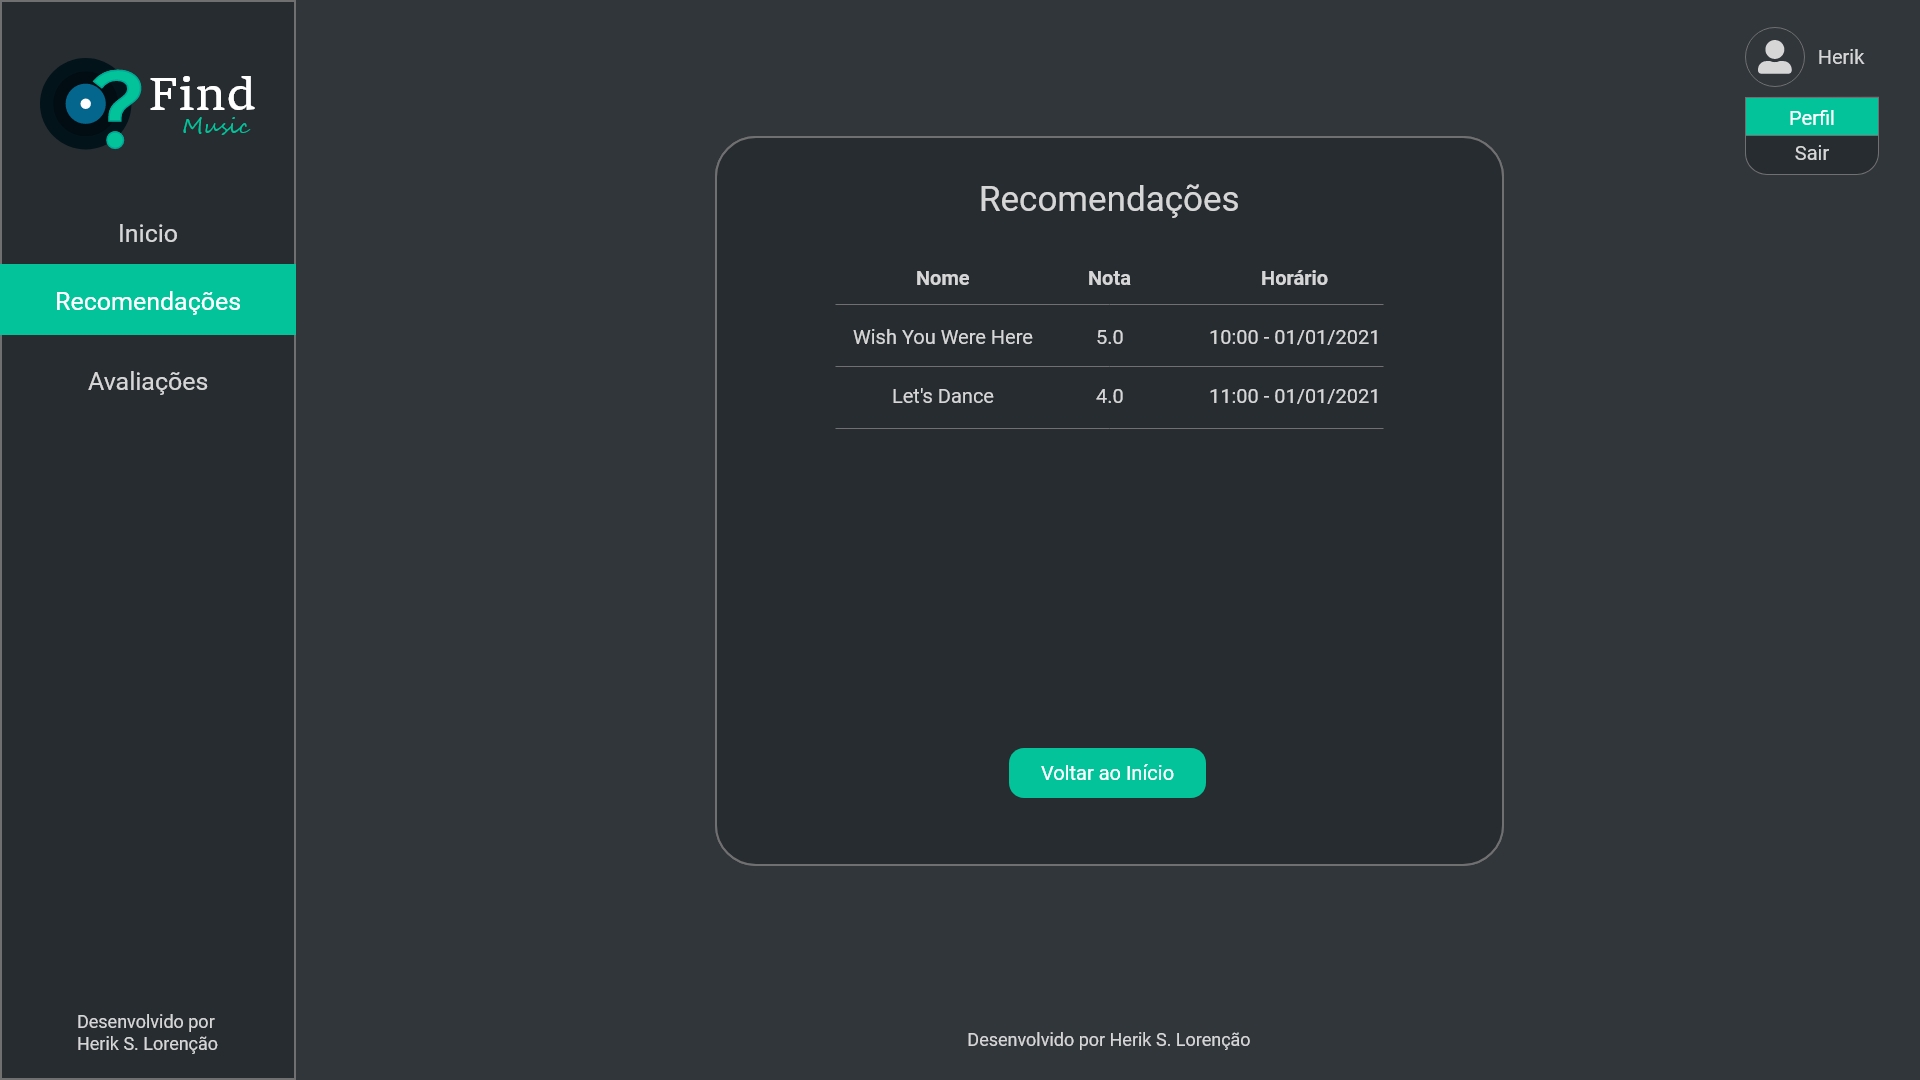 Find
Music
Inicio
Recomendações
Avaliações
Desenvolvido por
Herik S. Lorenção
Herik
Perfil
Sair
Recomendações
Nome Nota Horário
Wish You Were Here 5.0 10:00 - 01/01/2021
Let's Dance 4.0 11:00 - 01/01/2021
Voltar ao Início
Desenvolvido por Herik S. Lorenção